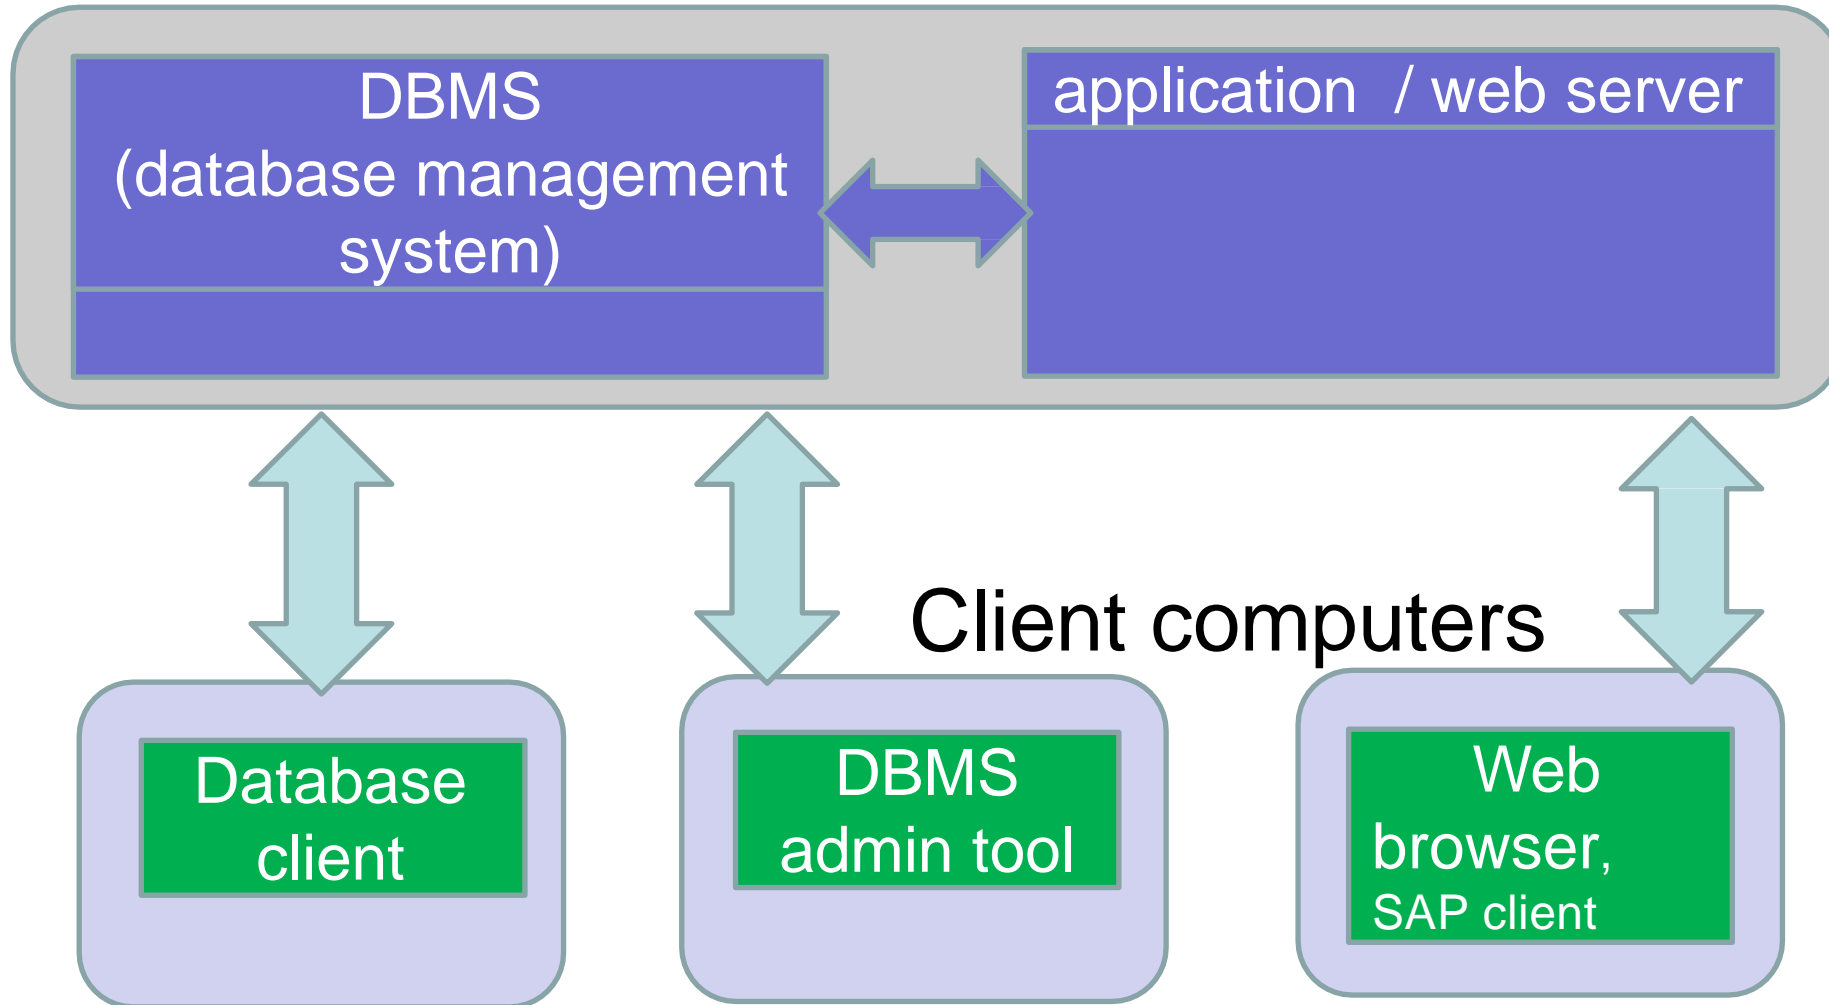 DBMS
(database management
system)
application / web server
Client computers
Database
client
DBMS
admin tool
Web
browser,
SAP client